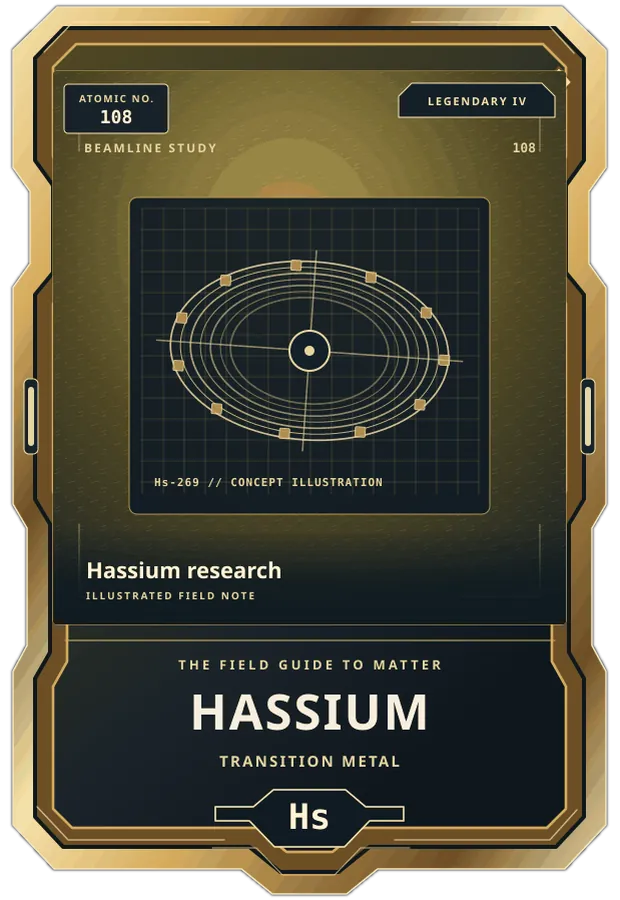 ATOMIC NO.
108
LEGENDARY IV
BEAMLINE STUDY
108
Hs-269 // CONCEPT ILLUSTRATION
Hassium research
ILLUSTRATED FIELD NOTE
THE FIELD GUIDE TO MATTER
HASSIUM
TRANSITION METAL
Hs